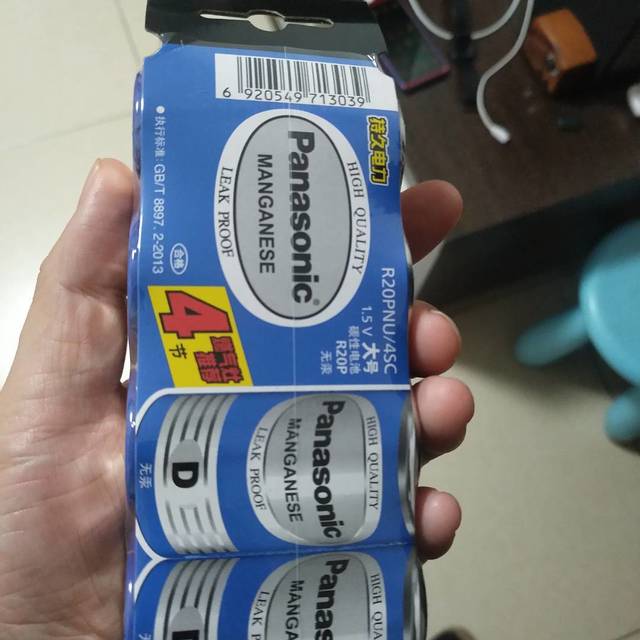 6 920549 713039
持久电力
HIGH QUALITY
Panasonic
MANGANESE
LEAK PROOF
执行标准:GB/T 8897.2-2013
合格
R20PNU/4SC
1.5V 大号
碳性电池
R20P
无汞
4
节
HIGH QUALITY
Panasonic
MANGANESE
LEAK PROOF
D
无汞
HIGH QUALITY
Panasonic
MANGANESE
LEAK PROOF
D